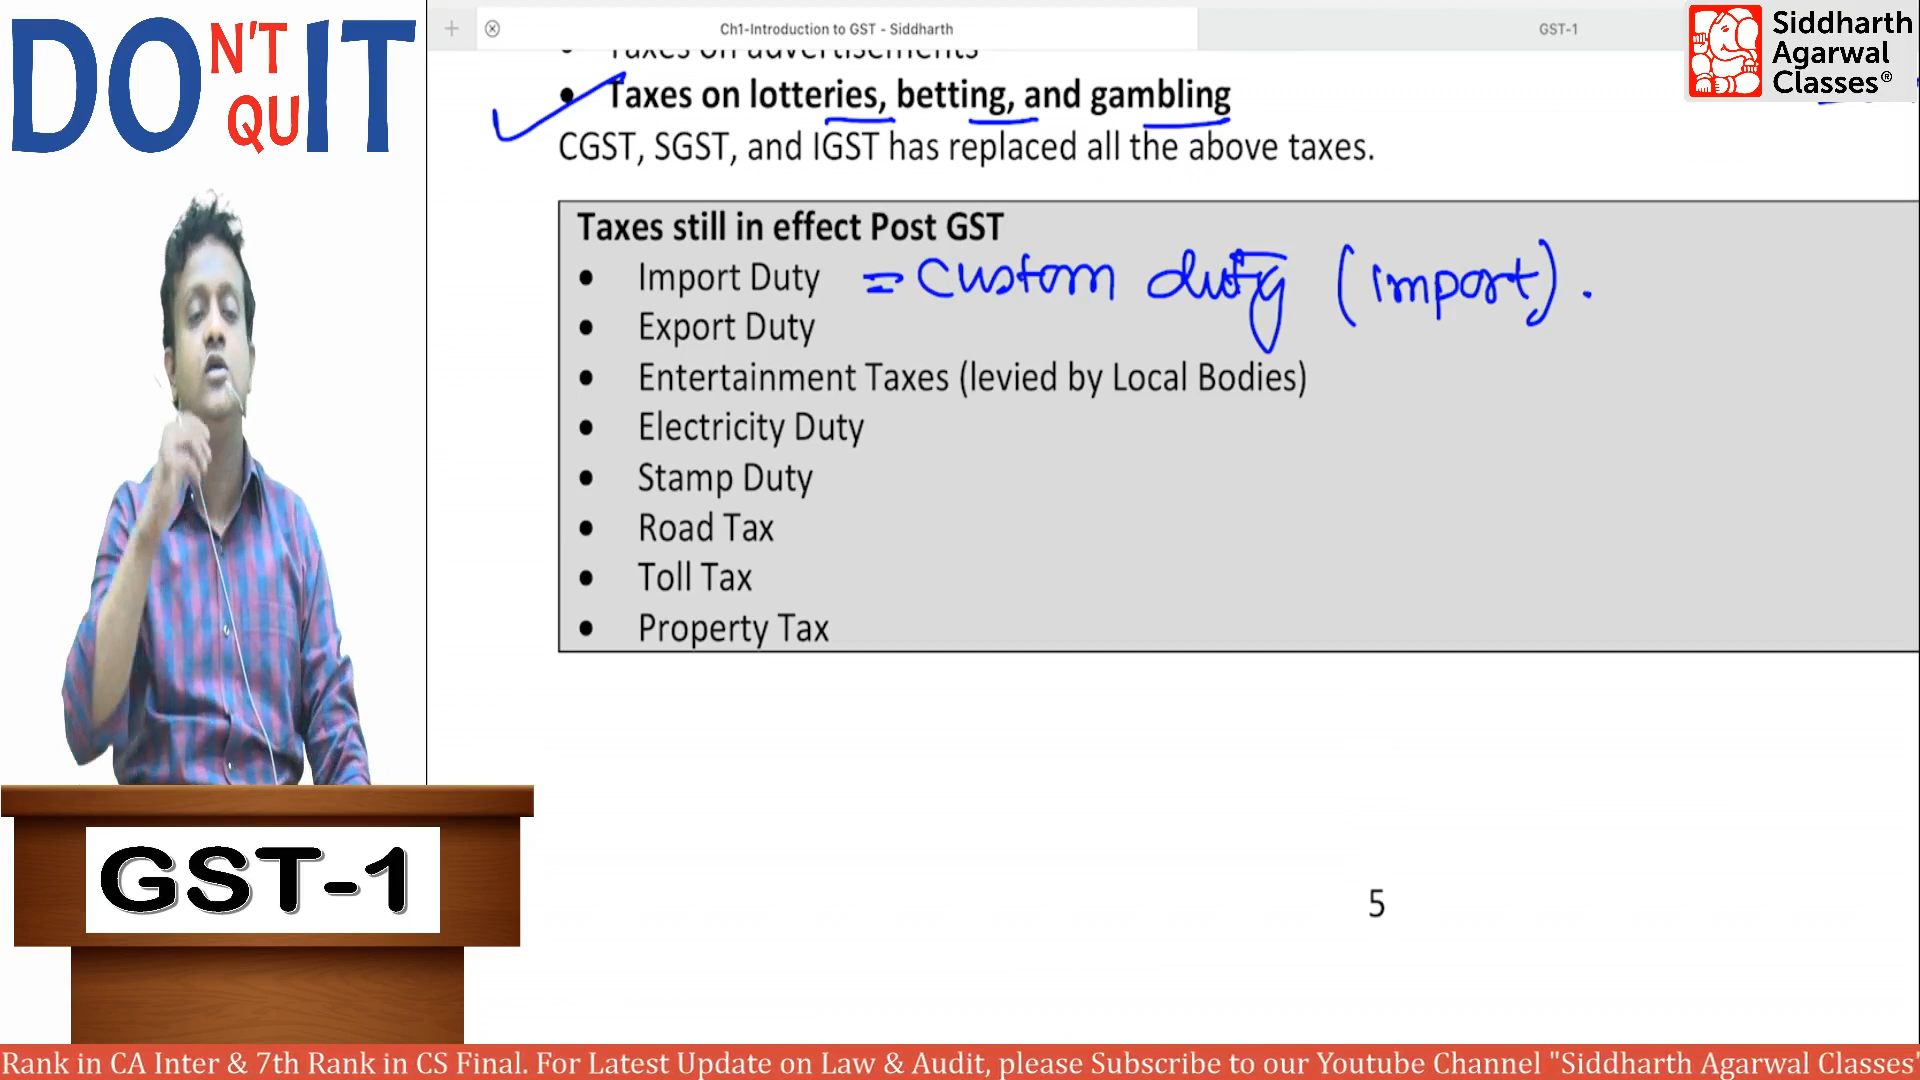 DON'T QUIT
Ch1-Introduction to GST - Siddharth
GST-1
Siddharth
Agarwal
Classes®
• Taxes on advertisements
• Taxes on lotteries, betting, and gambling
CGST, SGST, and IGST has replaced all the above taxes.
Taxes still in effect Post GST
• Import Duty = Custom duty (import).
• Export Duty
• Entertainment Taxes (levied by Local Bodies)
• Electricity Duty
• Stamp Duty
• Road Tax
• Toll Tax
• Property Tax
GST-1
5
Rank in CA Inter & 7th Rank in CS Final. For Latest Update on Law & Audit, please Subscribe to our Youtube Channel "Siddharth Agarwal Classes"